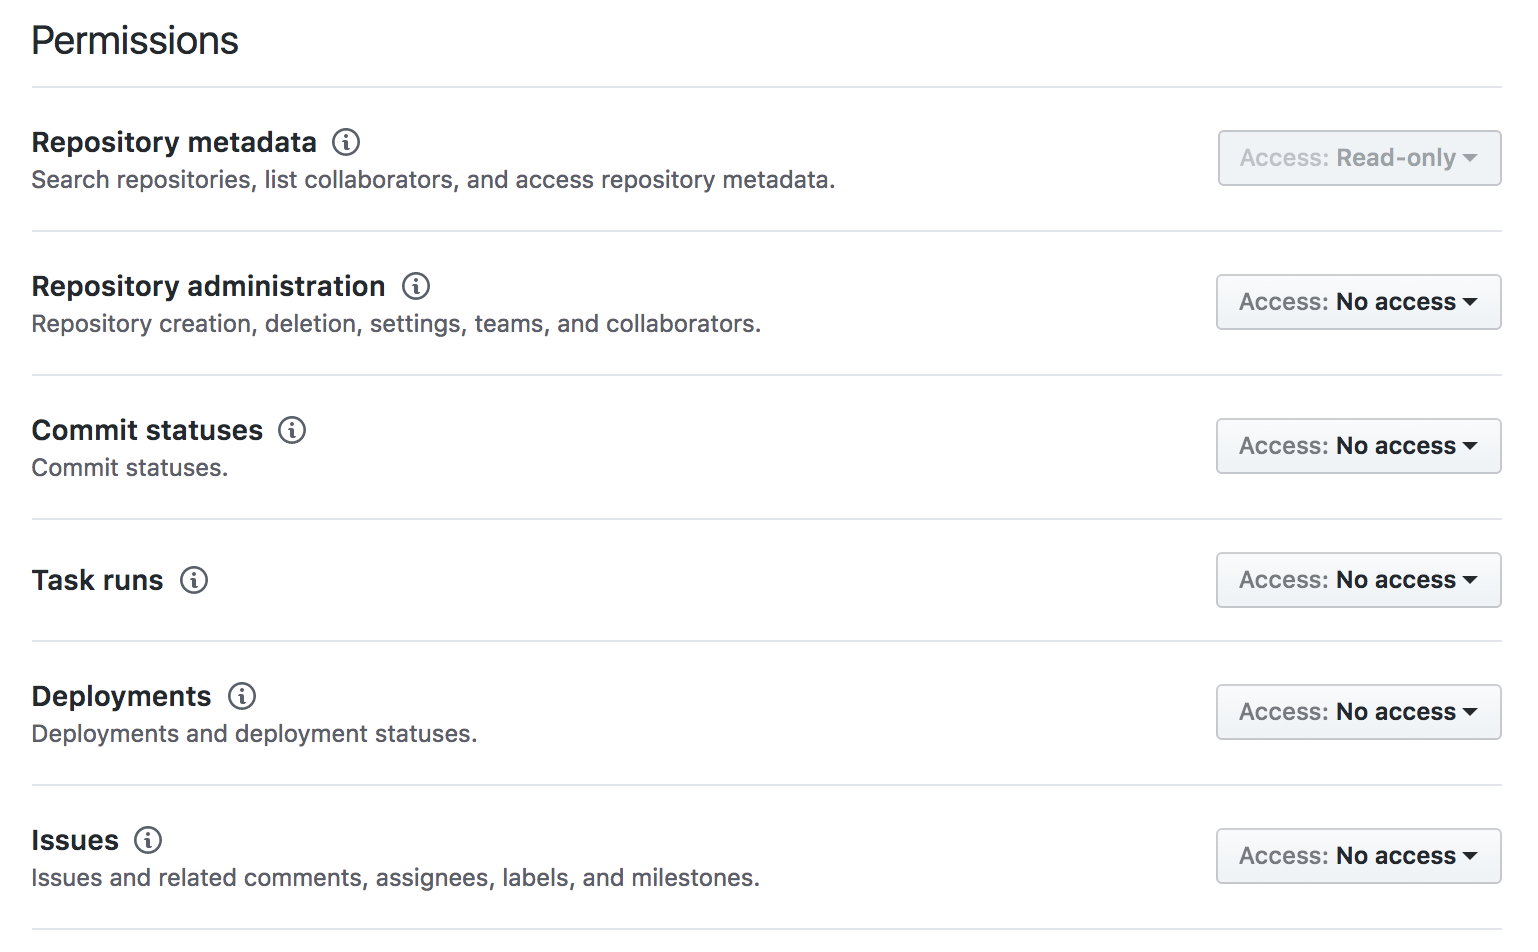 Permissions
Repository metadata
Search repositories, list collaborators, and access repository metadata.
Access: Read-only
Repository administration
Repository creation, deletion, settings, teams, and collaborators.
Access: No access
Commit statuses
Commit statuses.
Access: No access
Task runs
Access: No access
Deployments
Deployments and deployment statuses.
Access: No access
Issues
Issues and related comments, assignees, labels, and milestones.
Access: No access